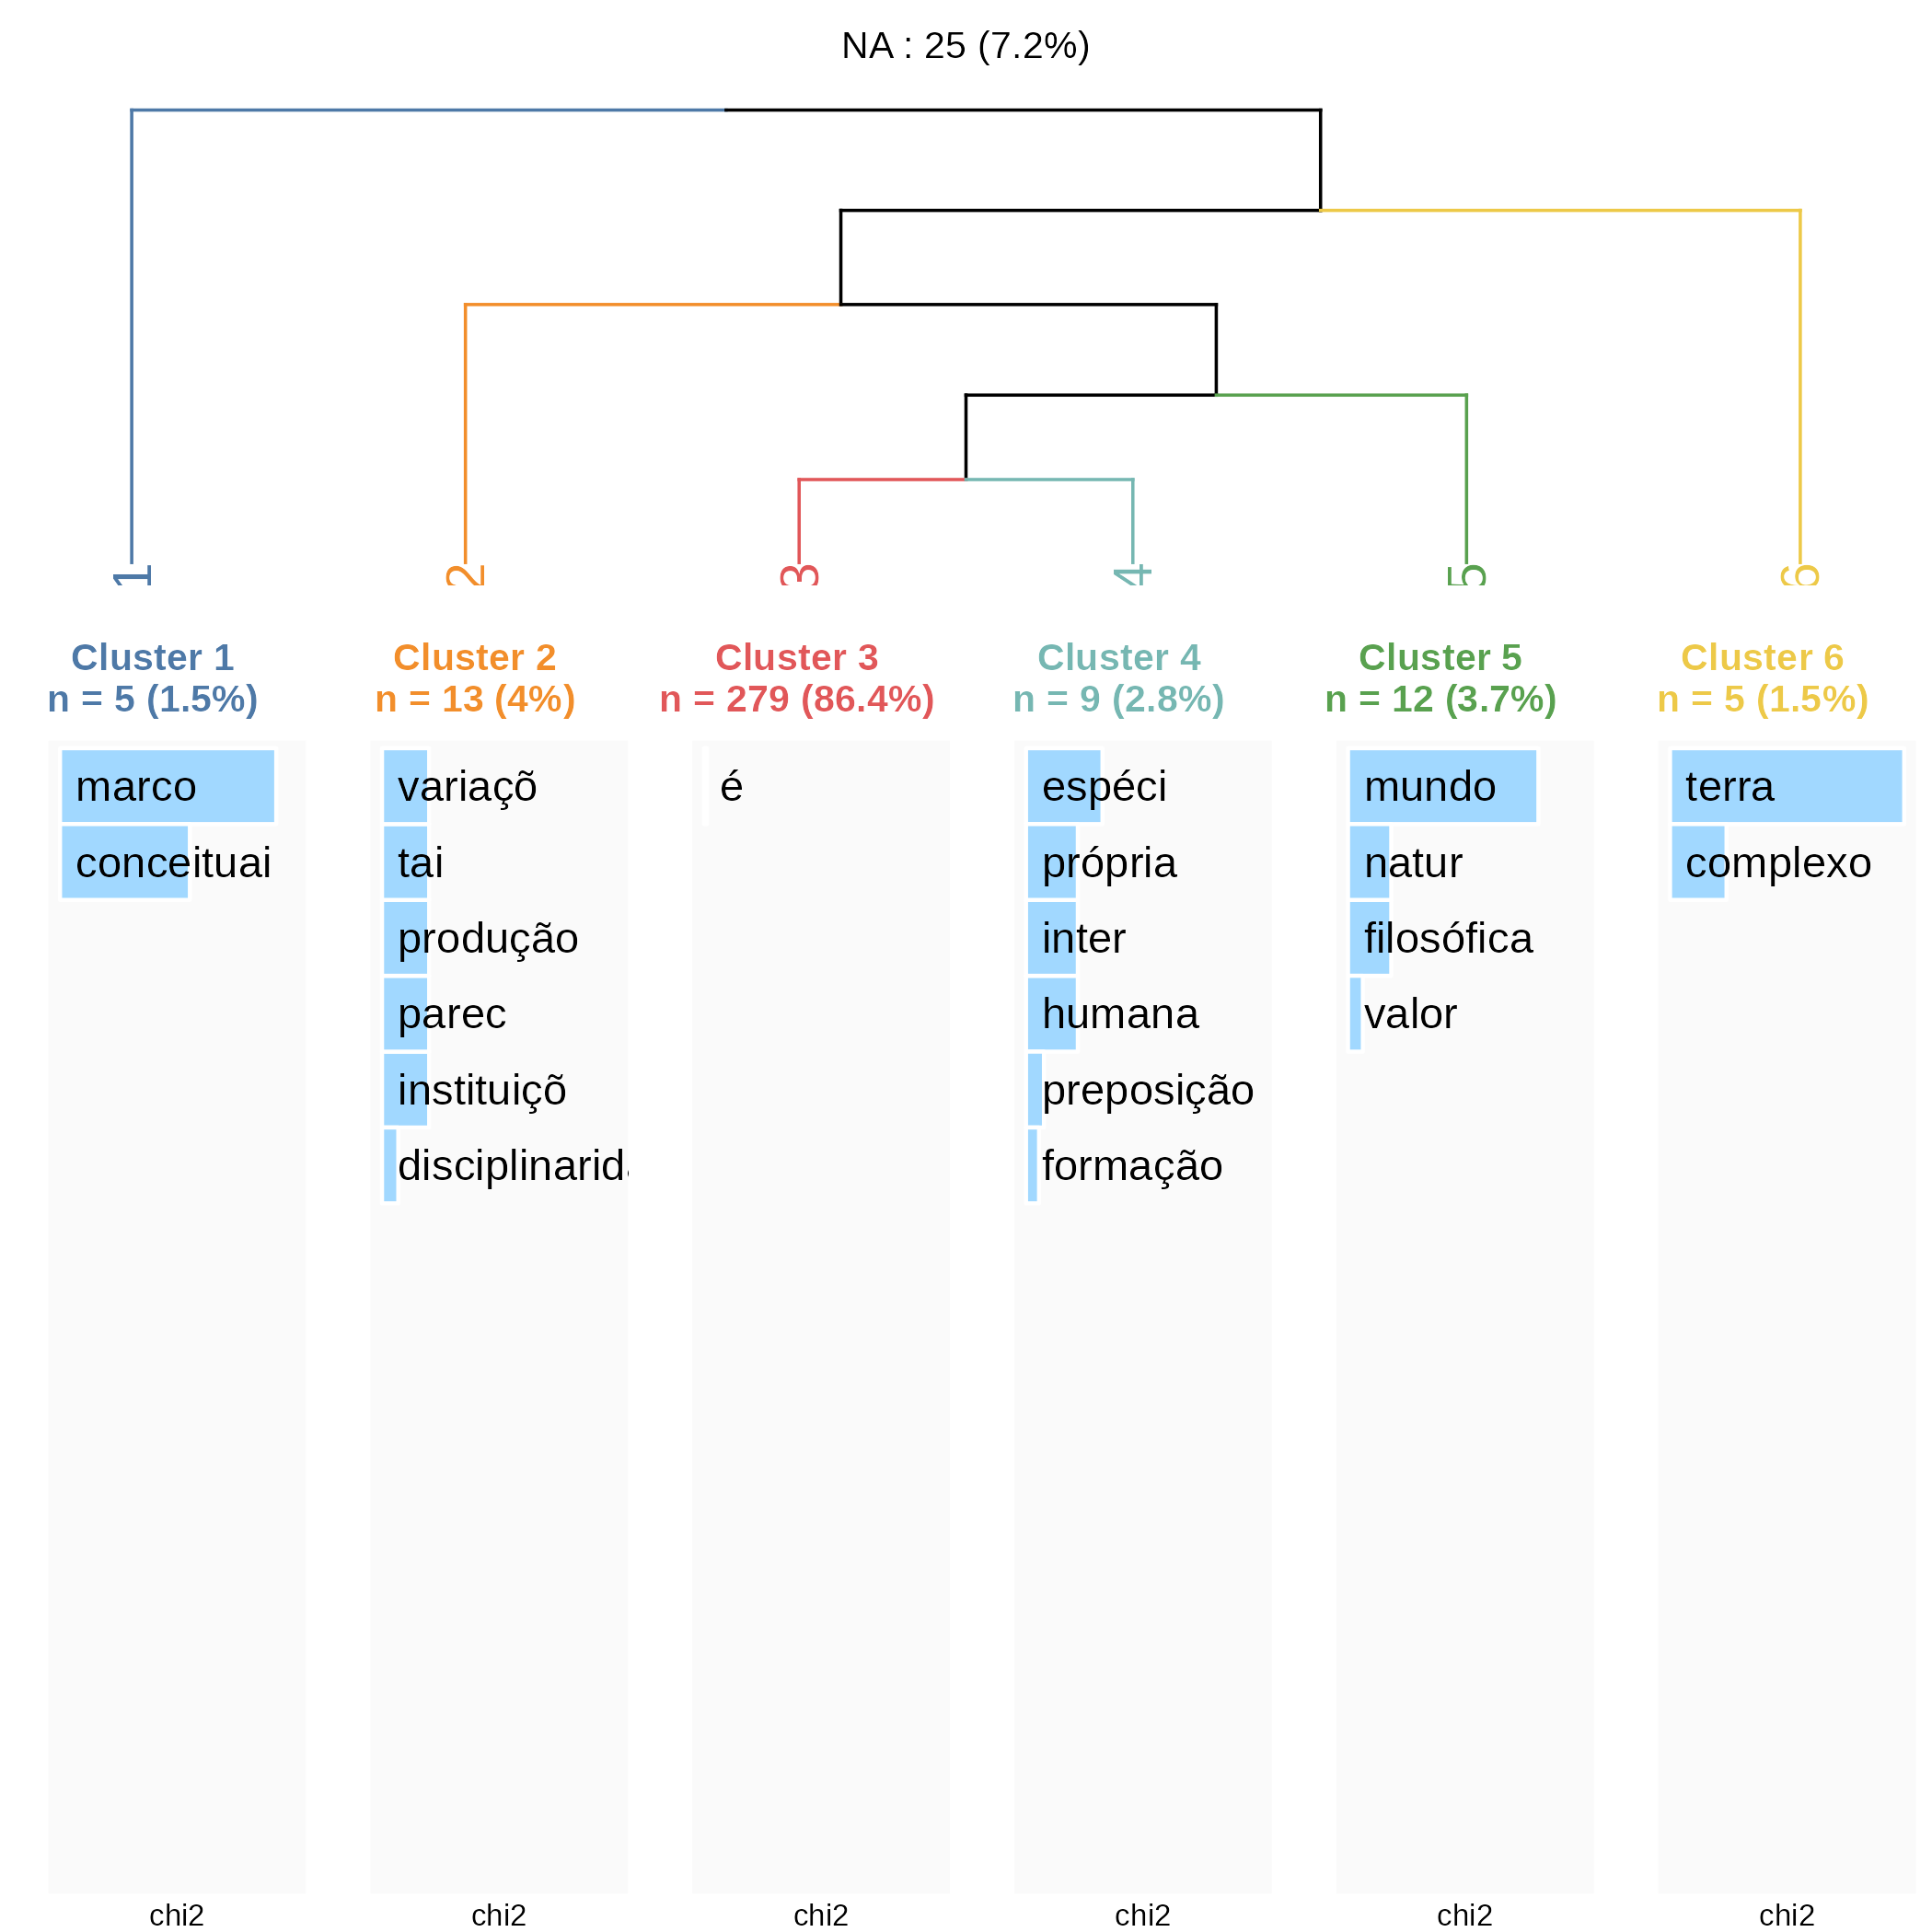 NA : 25 (7.2%)
1 2 3 4 5 6
Cluster 1
n = 5 (1.5%)
marco
conceituai
chi2
Cluster 2
n = 13 (4%)
variaçõ
tai
produção
parec
instituiçõ
disciplinarid
chi2
Cluster 3
n = 279 (86.4%)
é
chi2
Cluster 4
n = 9 (2.8%)
espéci
própria
inter
humana
preposição
formação
chi2
Cluster 5
n = 12 (3.7%)
mundo
natur
filosófica
valor
chi2
Cluster 6
n = 5 (1.5%)
terra
complexo
chi2